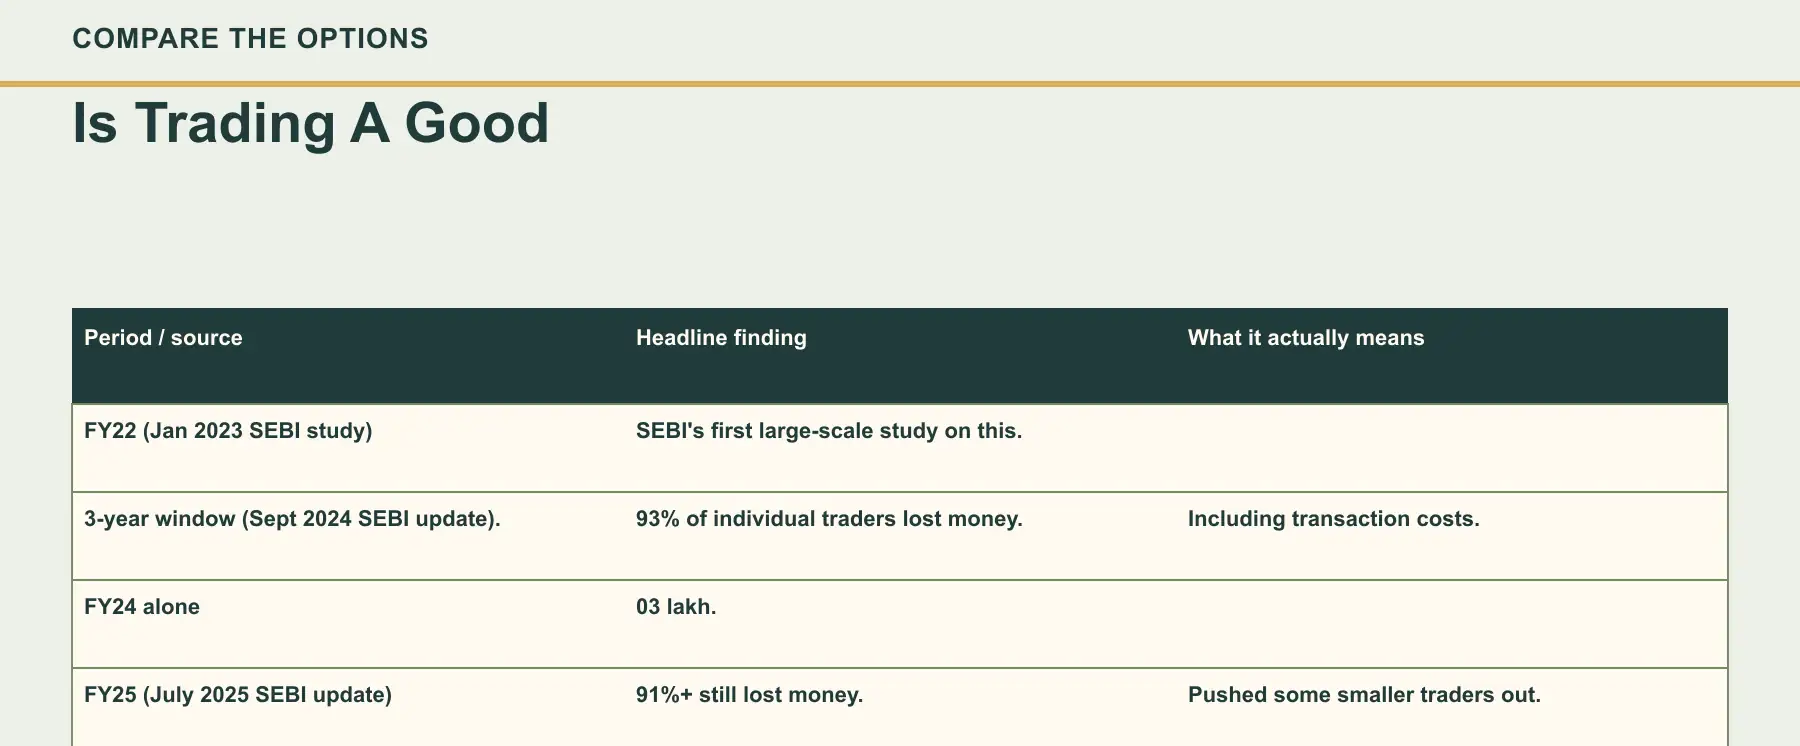 COMPARE THE OPTIONS
Is Trading A Good
Period / source Headline finding What it actually means
FY22 (Jan 2023 SEBI study) SEBI's first large-scale study on this.
3-year window (Sept 2024 SEBI update). 93% of individual traders lost money. Including transaction costs.
FY24 alone 03 lakh.
FY25 (July 2025 SEBI update) 91%+ still lost money. Pushed some smaller traders out.